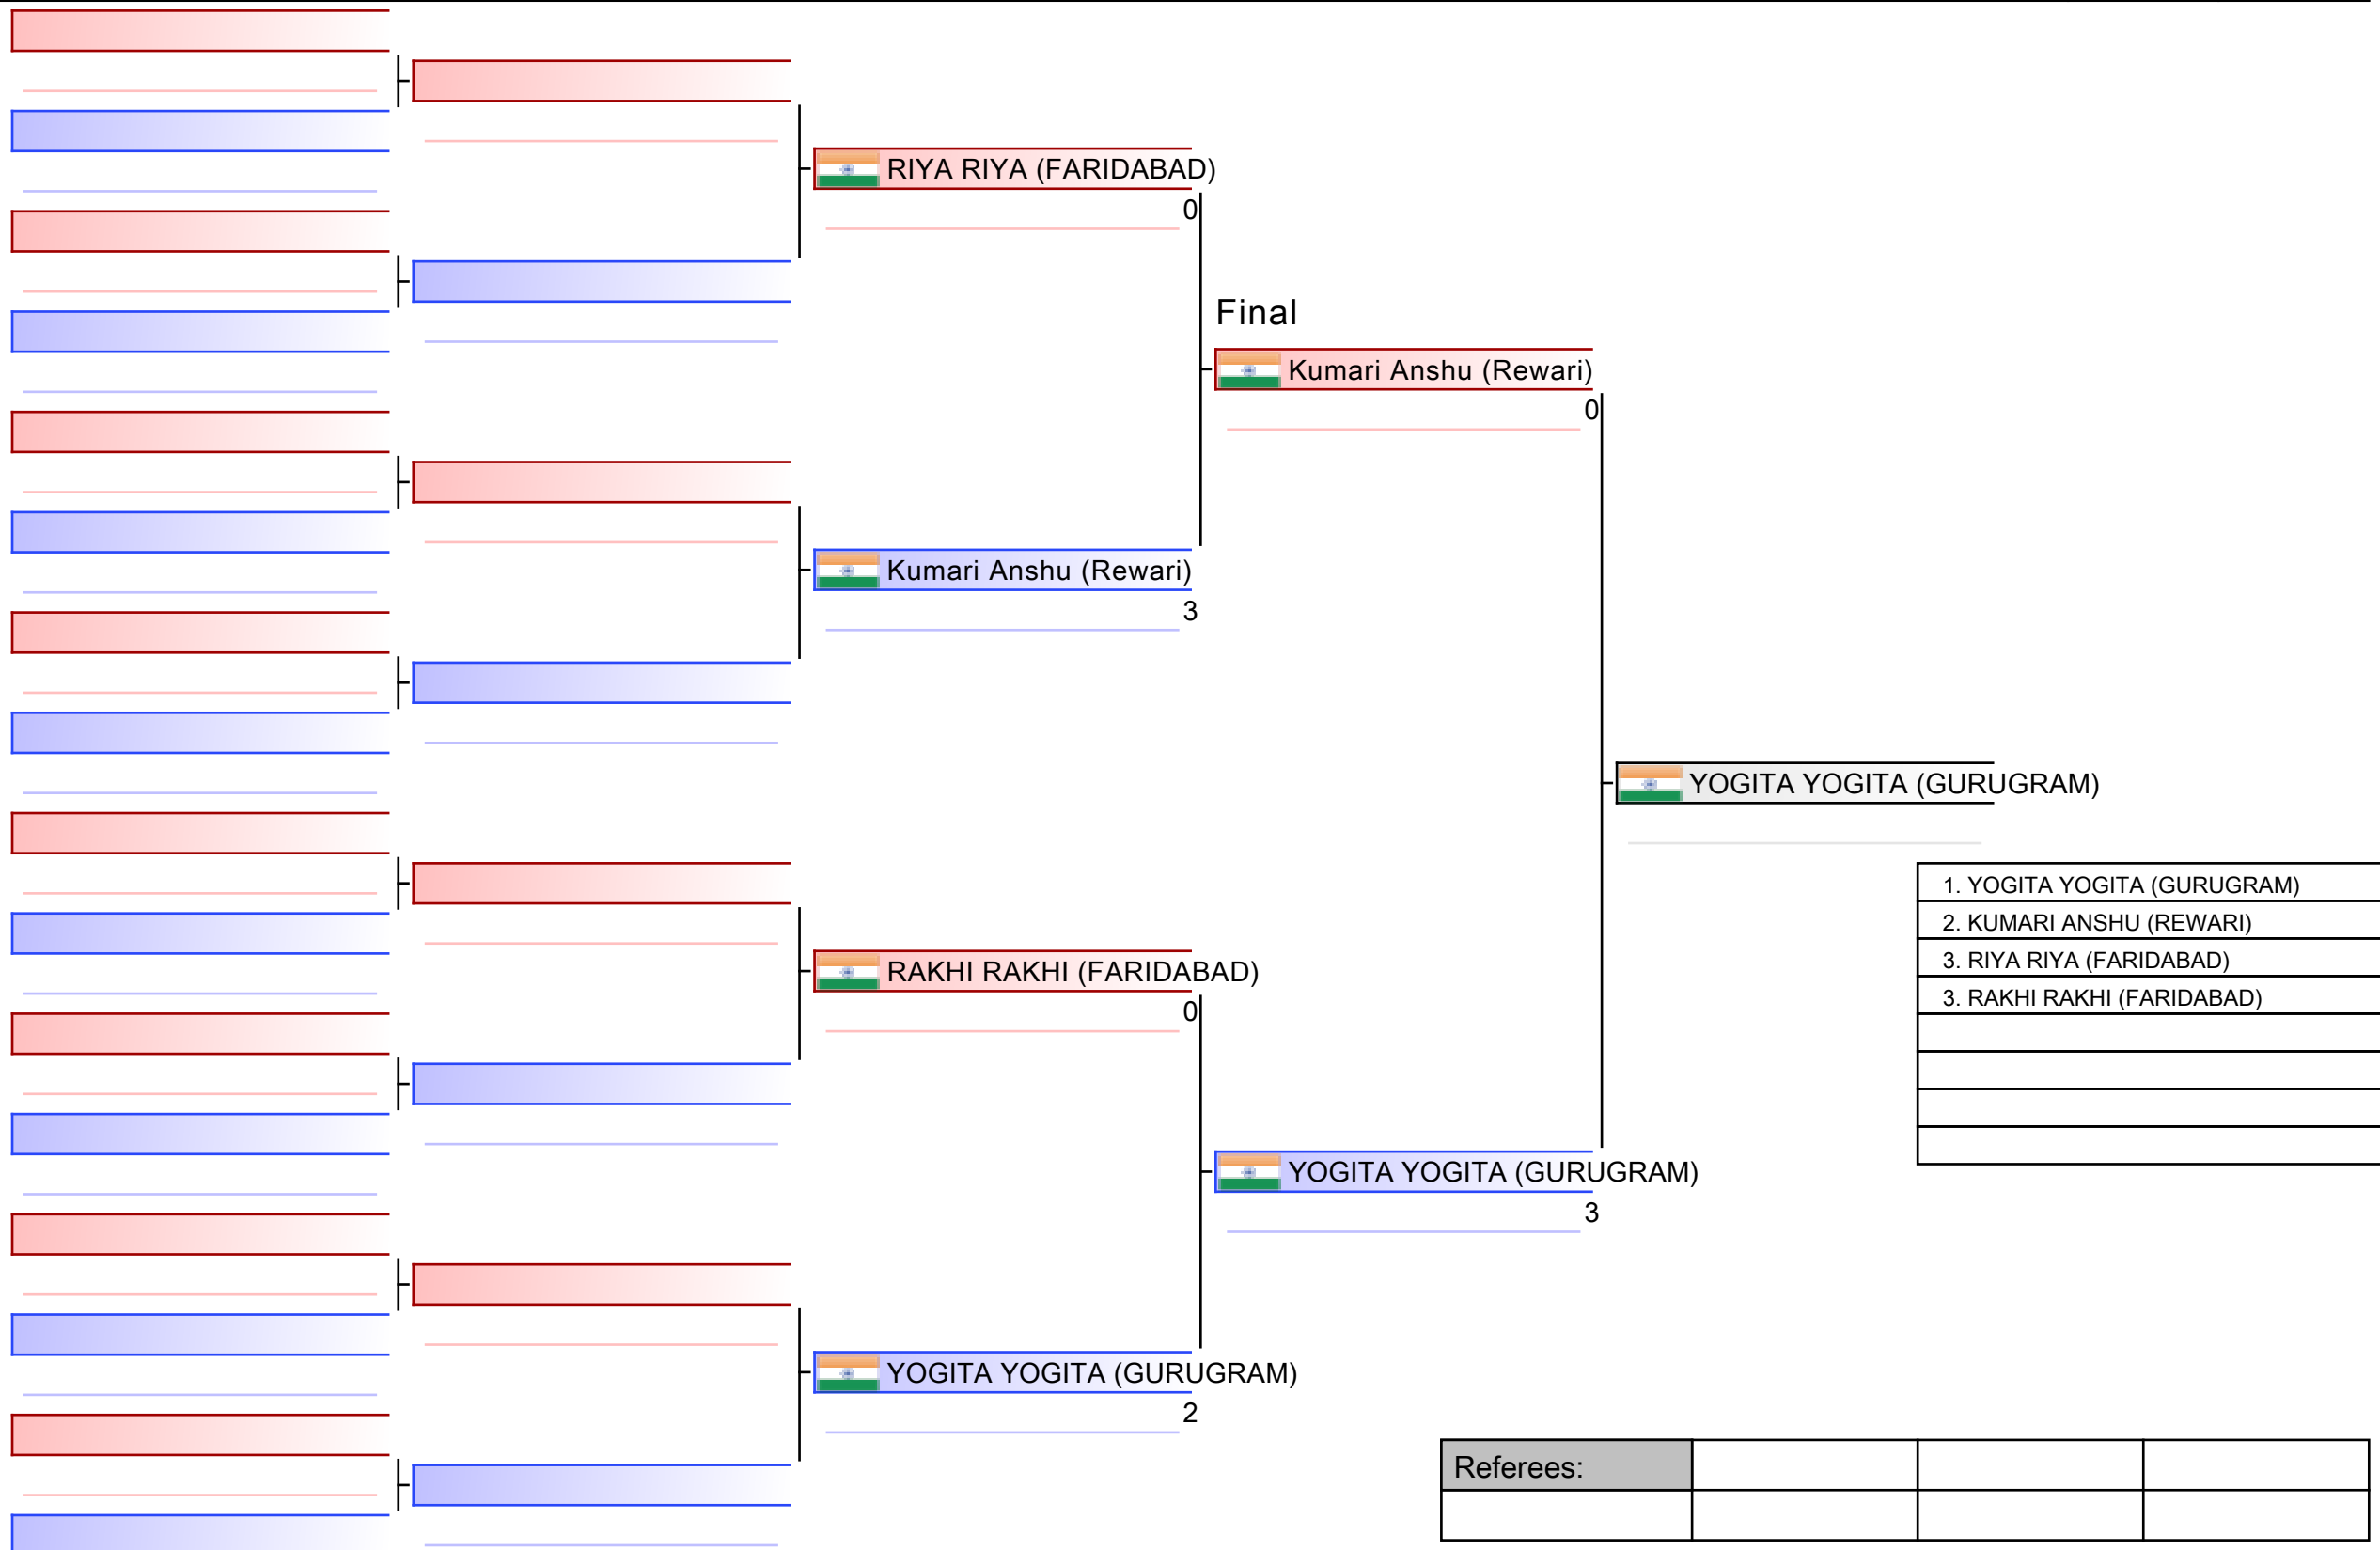 RIYA RIYA (FARIDABAD)
0
Final
Kumari Anshu (Rewari)
0
Kumari Anshu (Rewari)
3
YOGITA YOGITA (GURUGRAM)
1. YOGITA YOGITA (GURUGRAM)
2. KUMARI ANSHU (REWARI)
3. RIYA RIYA (FARIDABAD)
3. RAKHI RAKHI (FARIDABAD)
RAKHI RAKHI (FARIDABAD)
0
YOGITA YOGITA (GURUGRAM)
3
YOGITA YOGITA (GURUGRAM)
2
Referees: